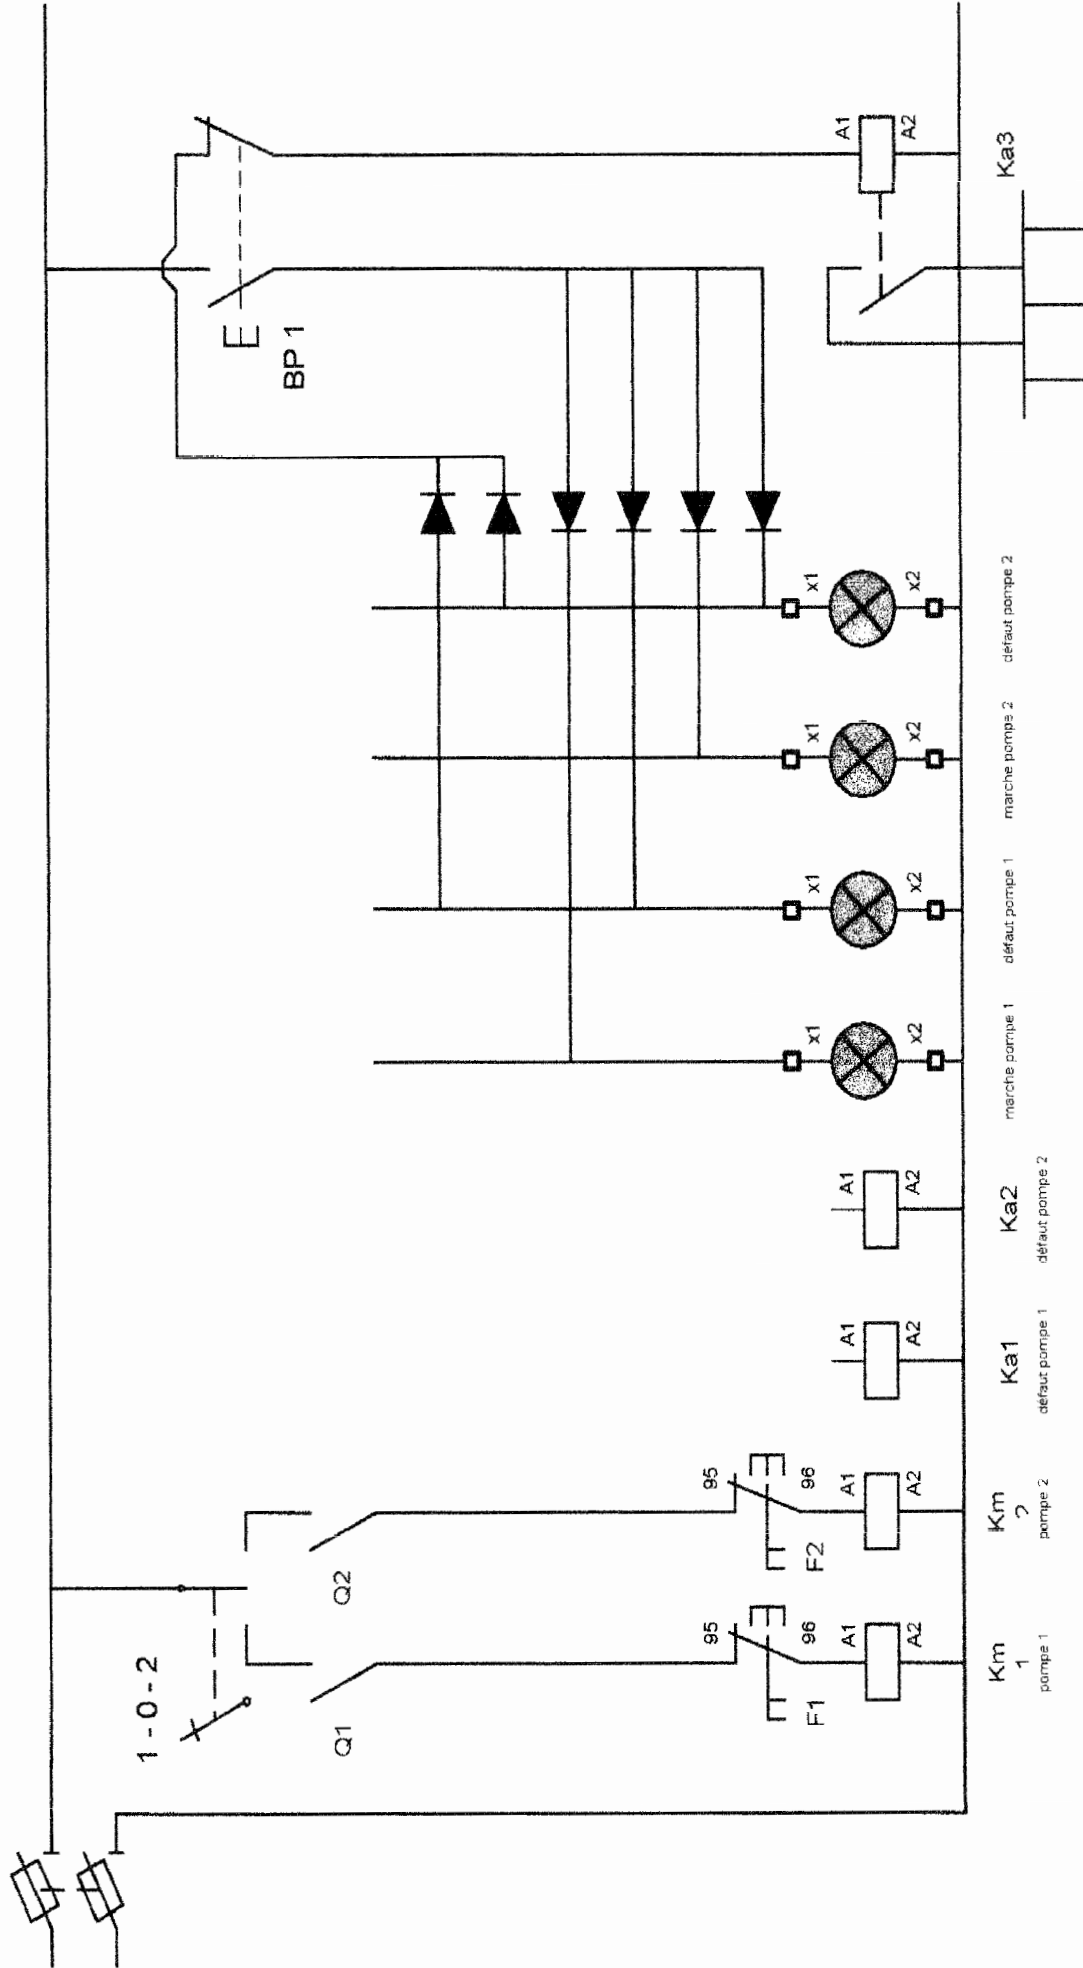 1 - 0 - 2
Q1
Q2
BP 1
95
96
F1
95
96
F2
A1
A2
A1
A2
A1
A2
A1
A2
x1
x2
x1
x2
x1
x2
x1
x2
A1
A2
Km
1
pompe 1
Km
2
pompe 2
Ka1
défaut pompe 1
Ka2
défaut pompe 2
marche pompe 1
défaut pompe 1
marche pompe 2
défaut pompe 2
Ka3